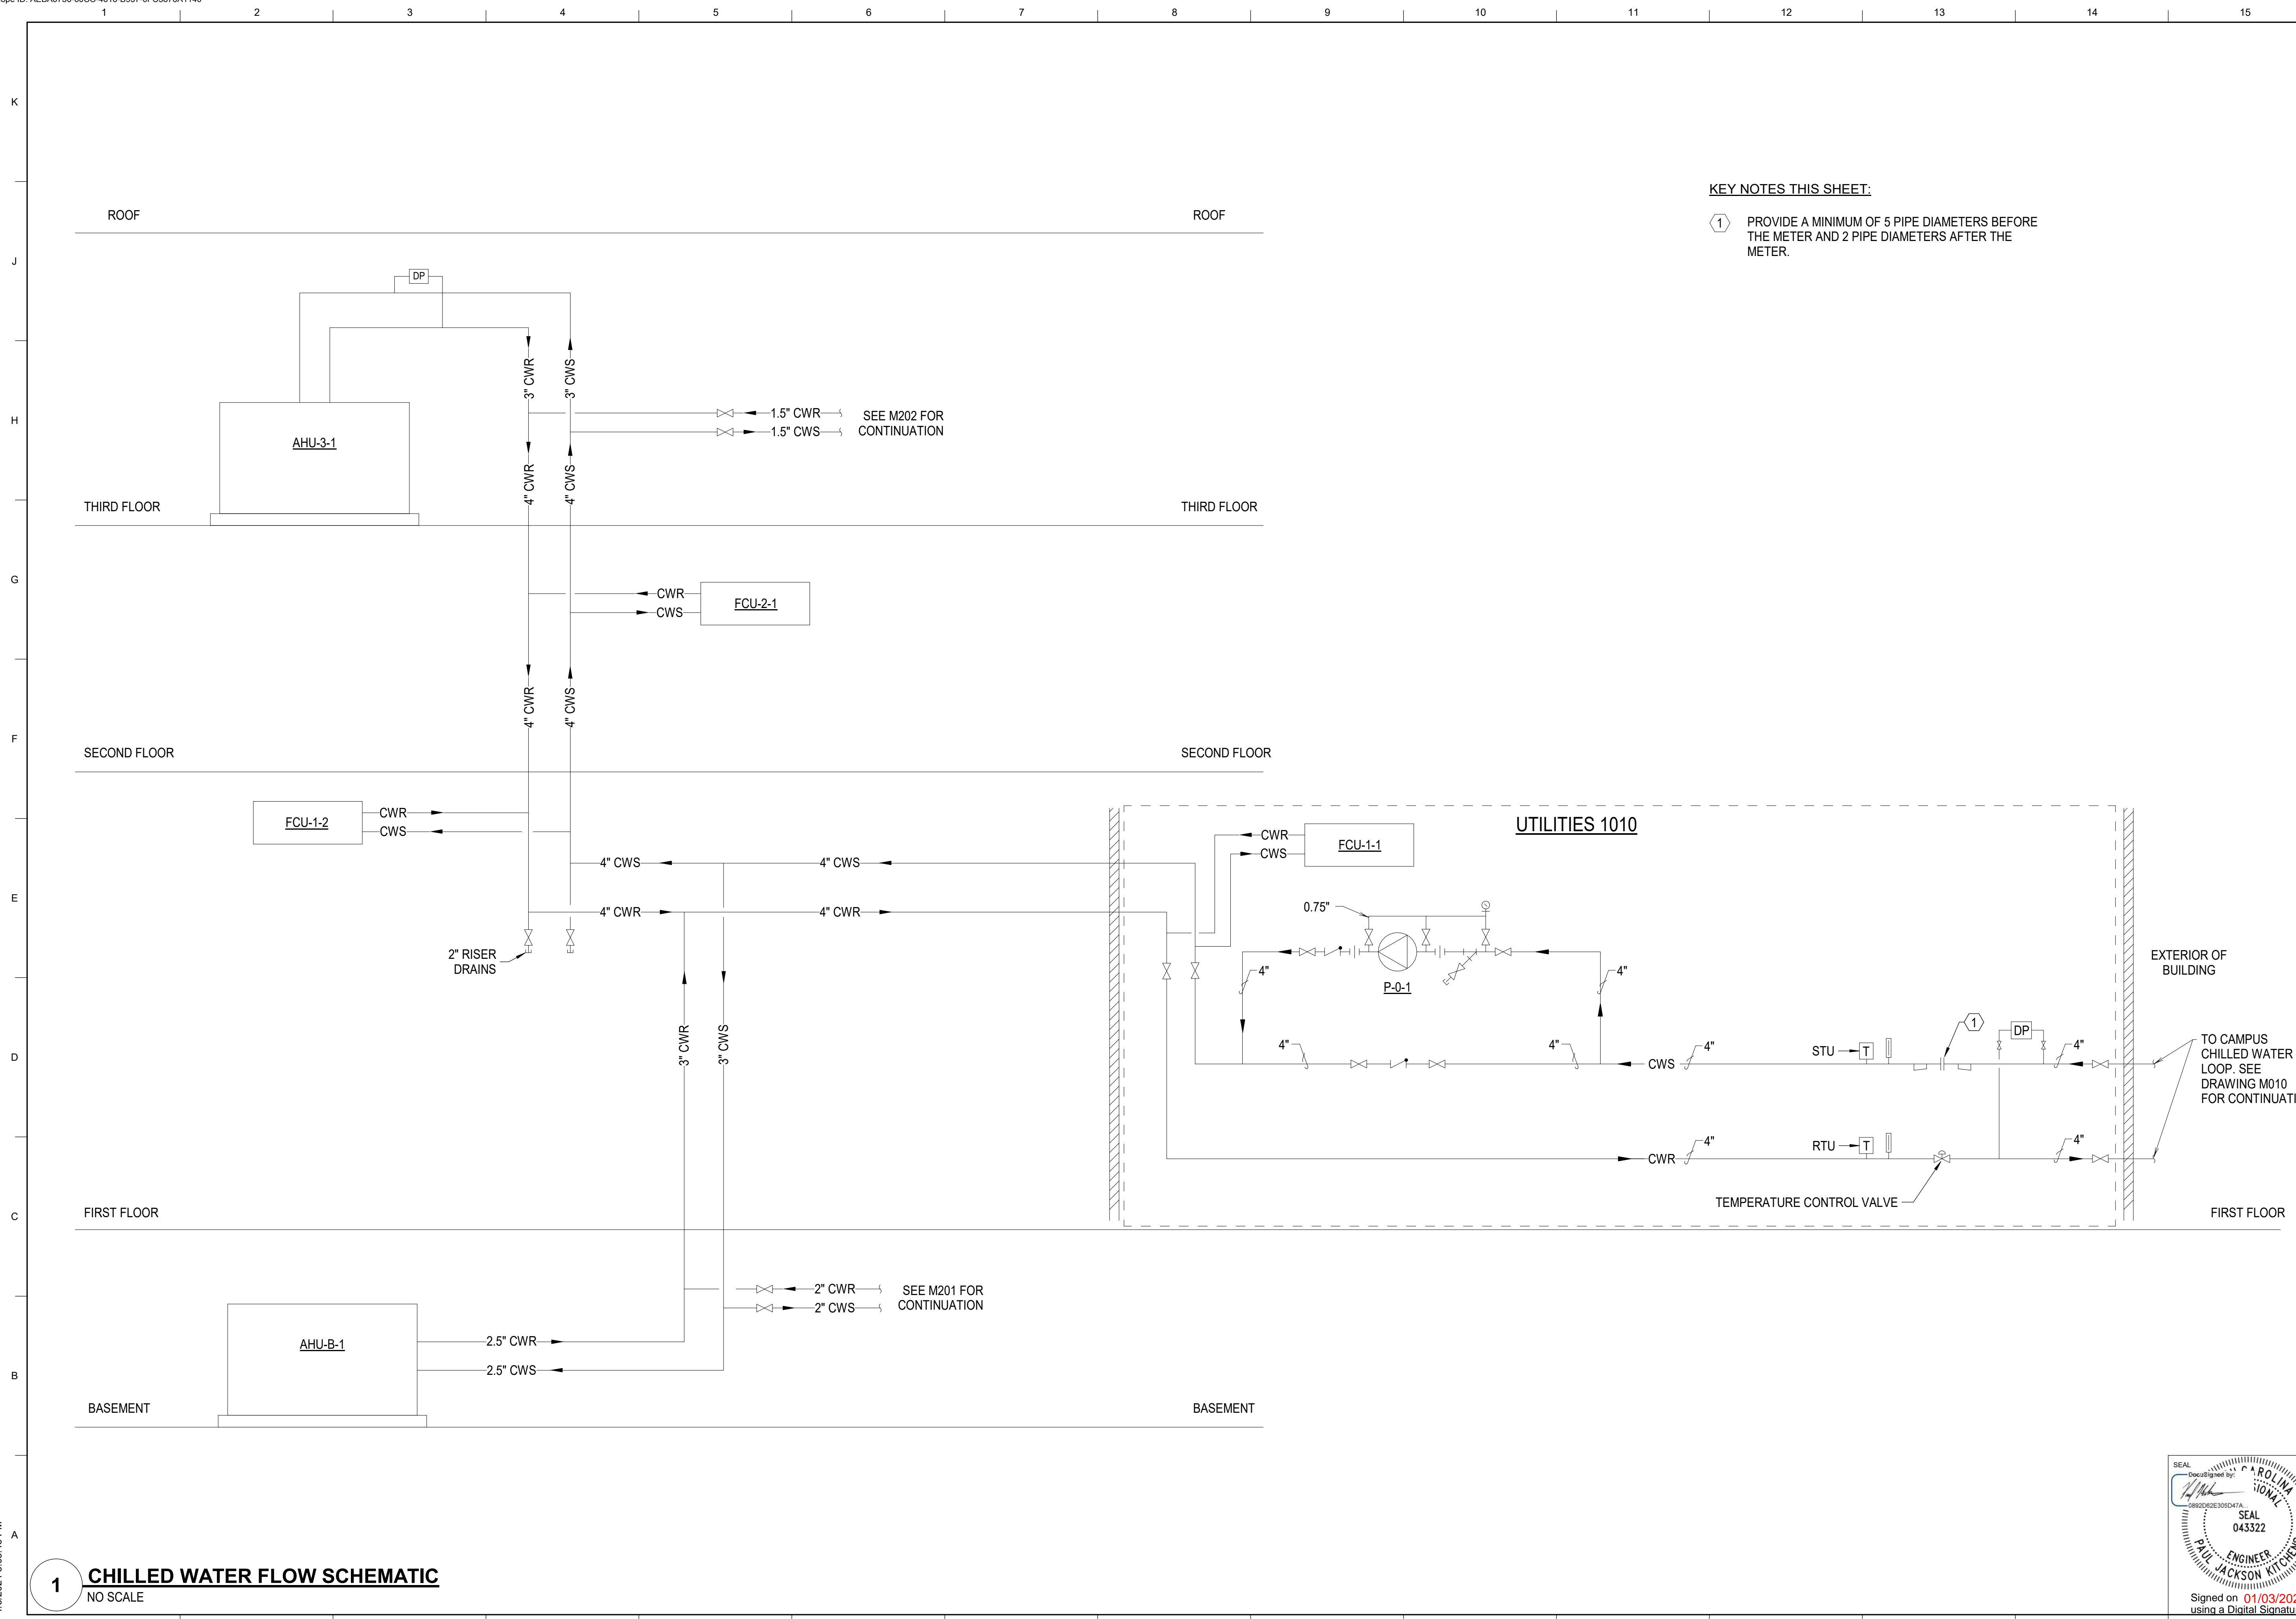 1 2 3 4 5 6 7 8 9 10 11 12 13 14 15
K
J
H
G
F
E
D
C
B
A
KEY NOTES THIS SHEET:
1 PROVIDE A MINIMUM OF 5 PIPE DIAMETERS BEFORE
THE METER AND 2 PIPE DIAMETERS AFTER THE
METER.
ROOF
ROOF
DP
3" CWR
3" CWS
1.5" CWR
1.5" CWS
SEE M202 FOR
CONTINUATION
AHU-3-1
4" CWR
4" CWS
THIRD FLOOR
THIRD FLOOR
CWR
CWS
FCU-2-1
4" CWR
4" CWS
SECOND FLOOR
SECOND FLOOR
FCU-1-2
CWR
CWS
4" CWS
4" CWS
4" CWR
4" CWR
2" RISER
DRAINS
3" CWR
3" CWS
UTILITIES 1010
CWR
CWS
FCU-1-1
0.75"
P-0-1
4"
4"
4"
4"
CWS
4"
STU
T
1
DP
4"
CWR
4"
RTU
T
4"
TEMPERATURE CONTROL VALVE
EXTERIOR OF
BUILDING
TO CAMPUS
CHILLED WATER
LOOP. SEE
DRAWING M010
FOR
FIRST FLOOR
FIRST FLOOR
2" CWR
2" CWS
SEE M201 FOR
CONTINUATION
AHU-B-1
2.5" CWR
2.5" CWS
BASEMENT
BASEMENT
1
CHILLED WATER FLOW SCHEMATIC
NO SCALE
SEAL
DocuSigned by:
0892D62E305D47A...
CAROLINA
SEAL
043322
ENGINEER
PAUL JACKSON
Signed on
using a Digital